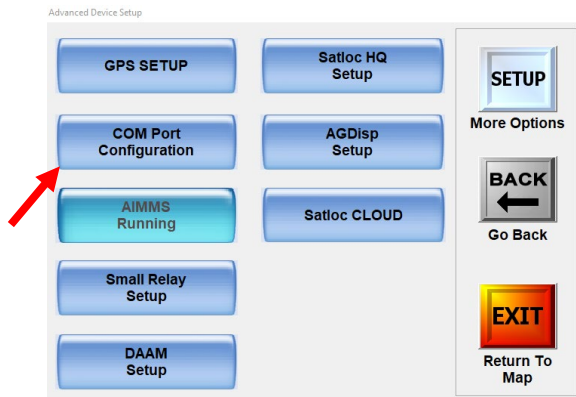 Advanced Device Setup
GPS SETUP
Satloc HQ
Setup
COM Port
Configuration
AGDisp
Setup
AIMMS
Running
Satloc CLOUD
Small Relay
Setup
DAAM
Setup
SETUP
More Options
BACK
Go Back
EXIT
Return To
Map